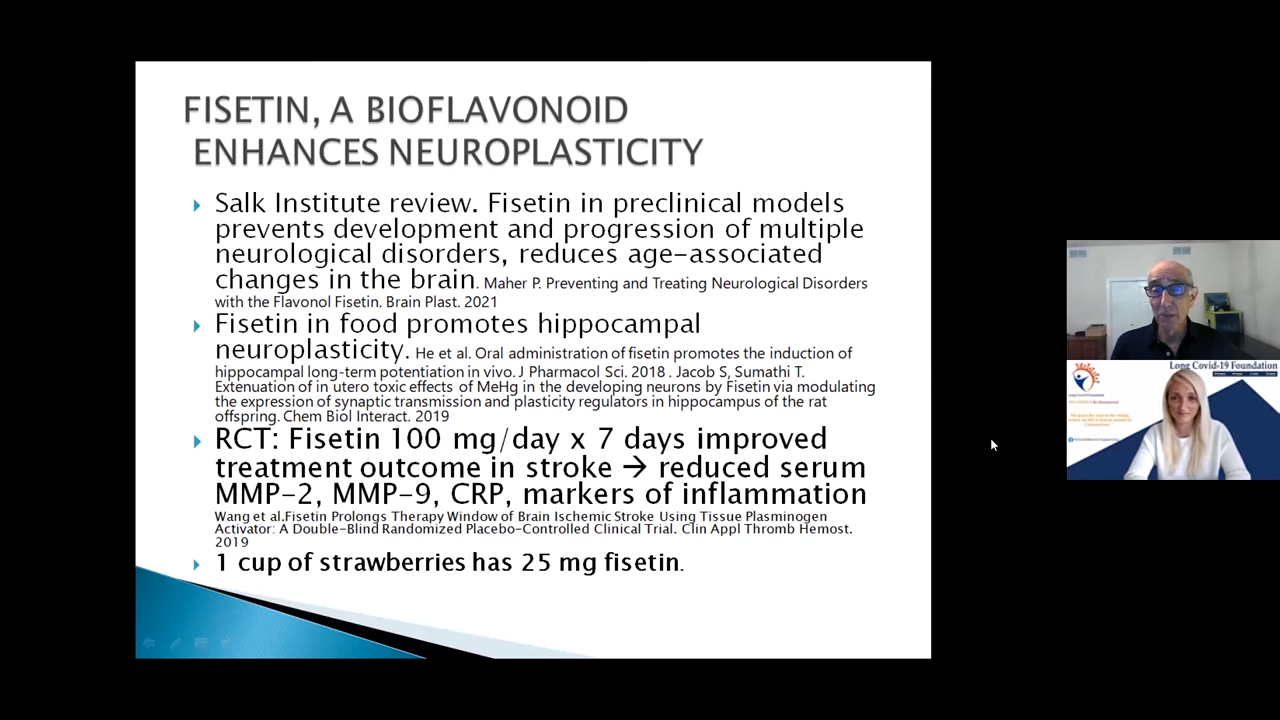 FISETIN, A BIOFLAVONOID
ENHANCES NEUROPLASTICITY
Salk Institute review. Fisetin in preclinical models
prevents development and progression of multiple
neurological disorders, reduces age-associated
changes in the brain. Maher P. Preventing and Treating Neurological Disorders
with the Flavonol Fisetin. Brain Plast. 2021
Fisetin in food promotes hippocampal
neuroplasticity. He et al. Oral administration of fisetin promotes the induction of
hippocampal long-term potentiation in vivo. J Pharmacol Sci. 2018 . Jacob S, Sumathi T.
Extenuation of in utero toxic effects of MeHg in the developing neurons by Fisetin via modulating
the expression of synaptic transmission and plasticity regulators in hippocampus of the rat
offspring. Chem Biol Interact. 2019
RCT: Fisetin 100 mg/day x 7 days improved
treatment outcome in stroke → reduced serum
MMP-2, MMP-9, CRP, markers of inflammation
Wang et al.Fisetin Prolongs Therapy Window of Brain Ischemic Stroke Using Tissue Plasminogen
Activator: A Double-Blind Randomized Placebo-Controlled Clinical Trial. Clin Appl Thromb Hemost.
2019
1 cup of strawberries has 25 mg fisetin.
Long Covid-19 Foundation